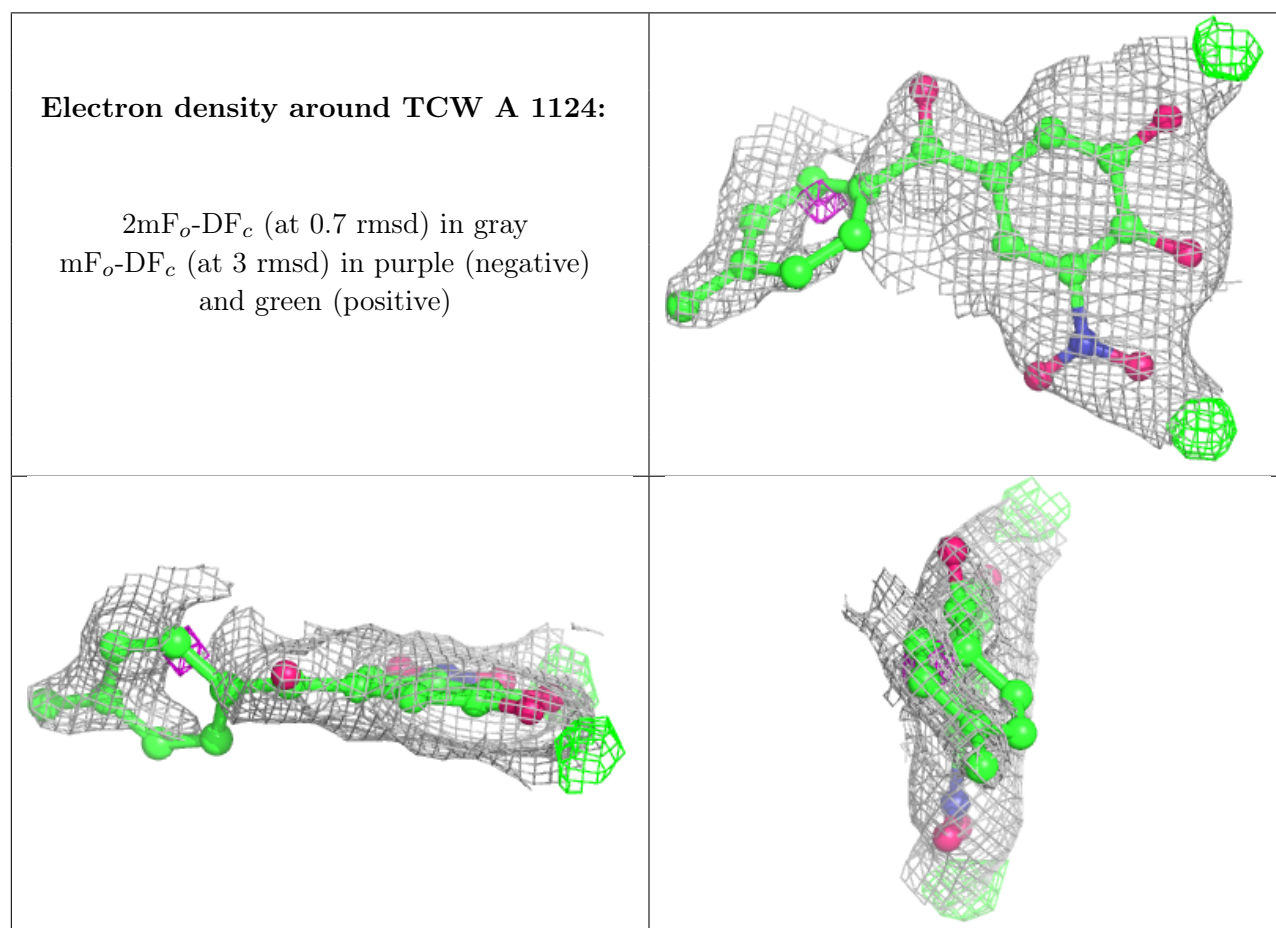 Electron density around TCW A 1124:
2mFo-DFc (at 0.7 rmsd) in gray
mFo-DFc (at 3 rmsd) in purple (negative)
and green (positive)